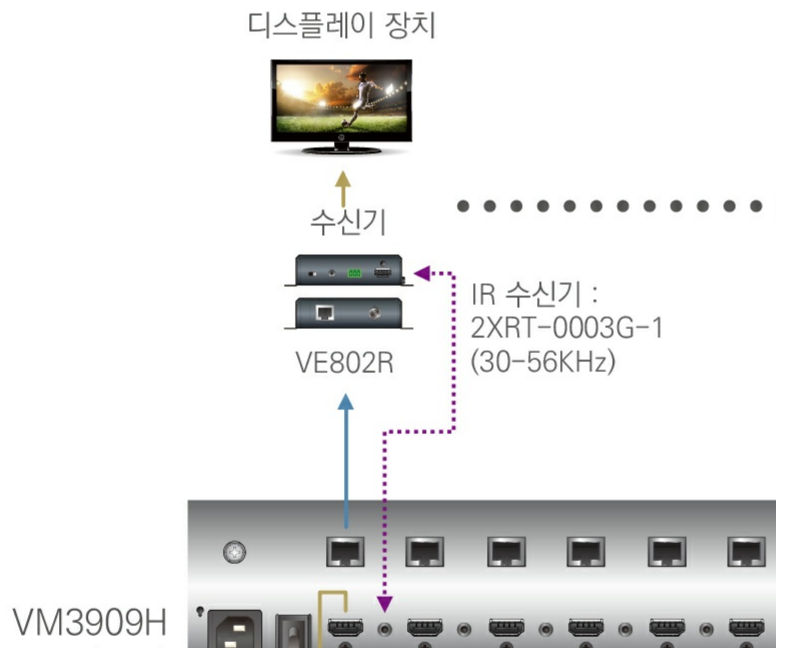 디스플레이 장치
수신기
IR 수신기 :
2XRT-0003G-1
(30-56KHz)
VE802R
VM3909H